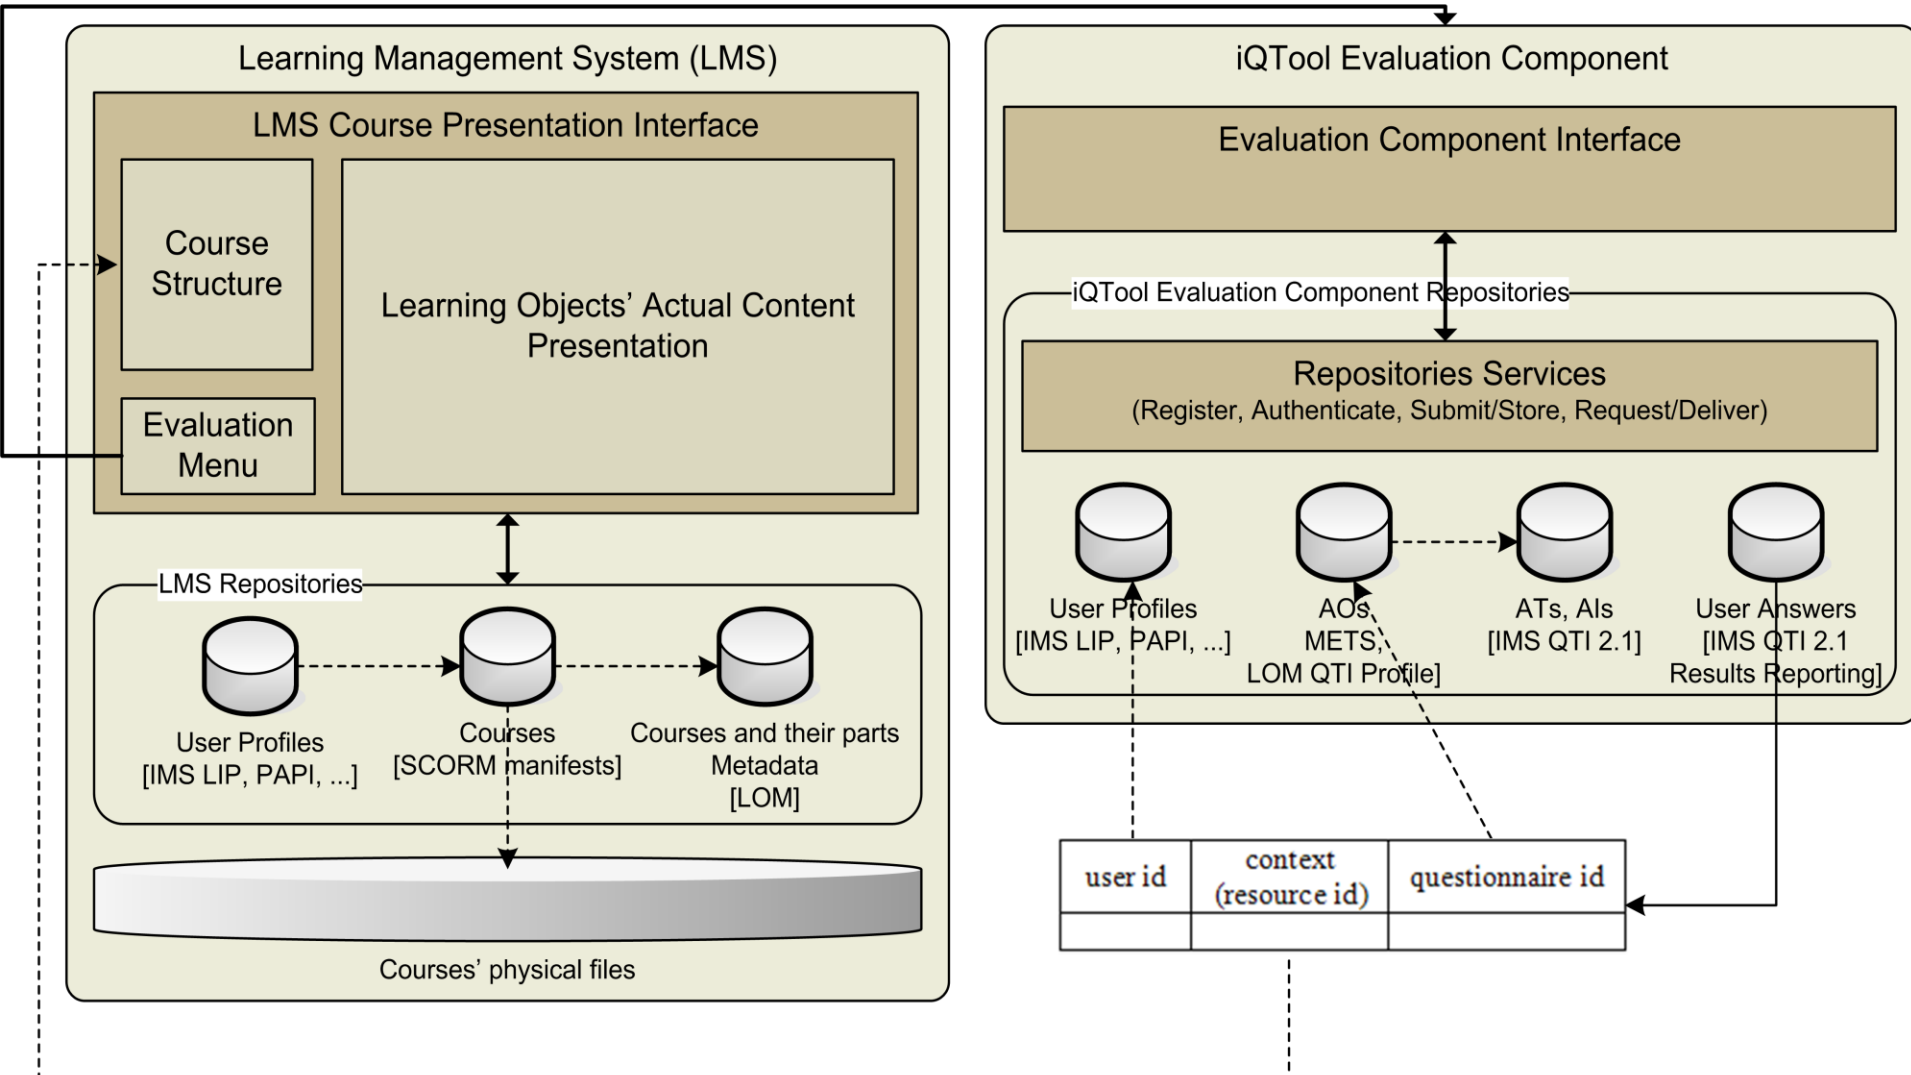 Learning Management System (LMS)
LMS Course Presentation Interface
Course
Structure
Learning Objects’ Actual Content
Presentation
Evaluation
Menu
LMS Repositories
User Profiles
[IMS LIP, PAPI, ...]
Courses
[SCORM manifests]
Courses and their parts
Metadata
[LOM]
Courses’ physical files
iQTool Evaluation Component
Evaluation Component Interface
iQTool Evaluation Component Repositories
Repositories Services
(Register, Authenticate, Submit/Store, Request/Deliver)
User Profiles
[IMS LIP, PAPI, ...]
AOs
METS,
LOM QTI Profile]
ATs, AIs
[IMS QTI 2.1]
User Answers
[IMS QTI 2.1
Results Reporting]
user id
context
(resource id)
questionnaire id